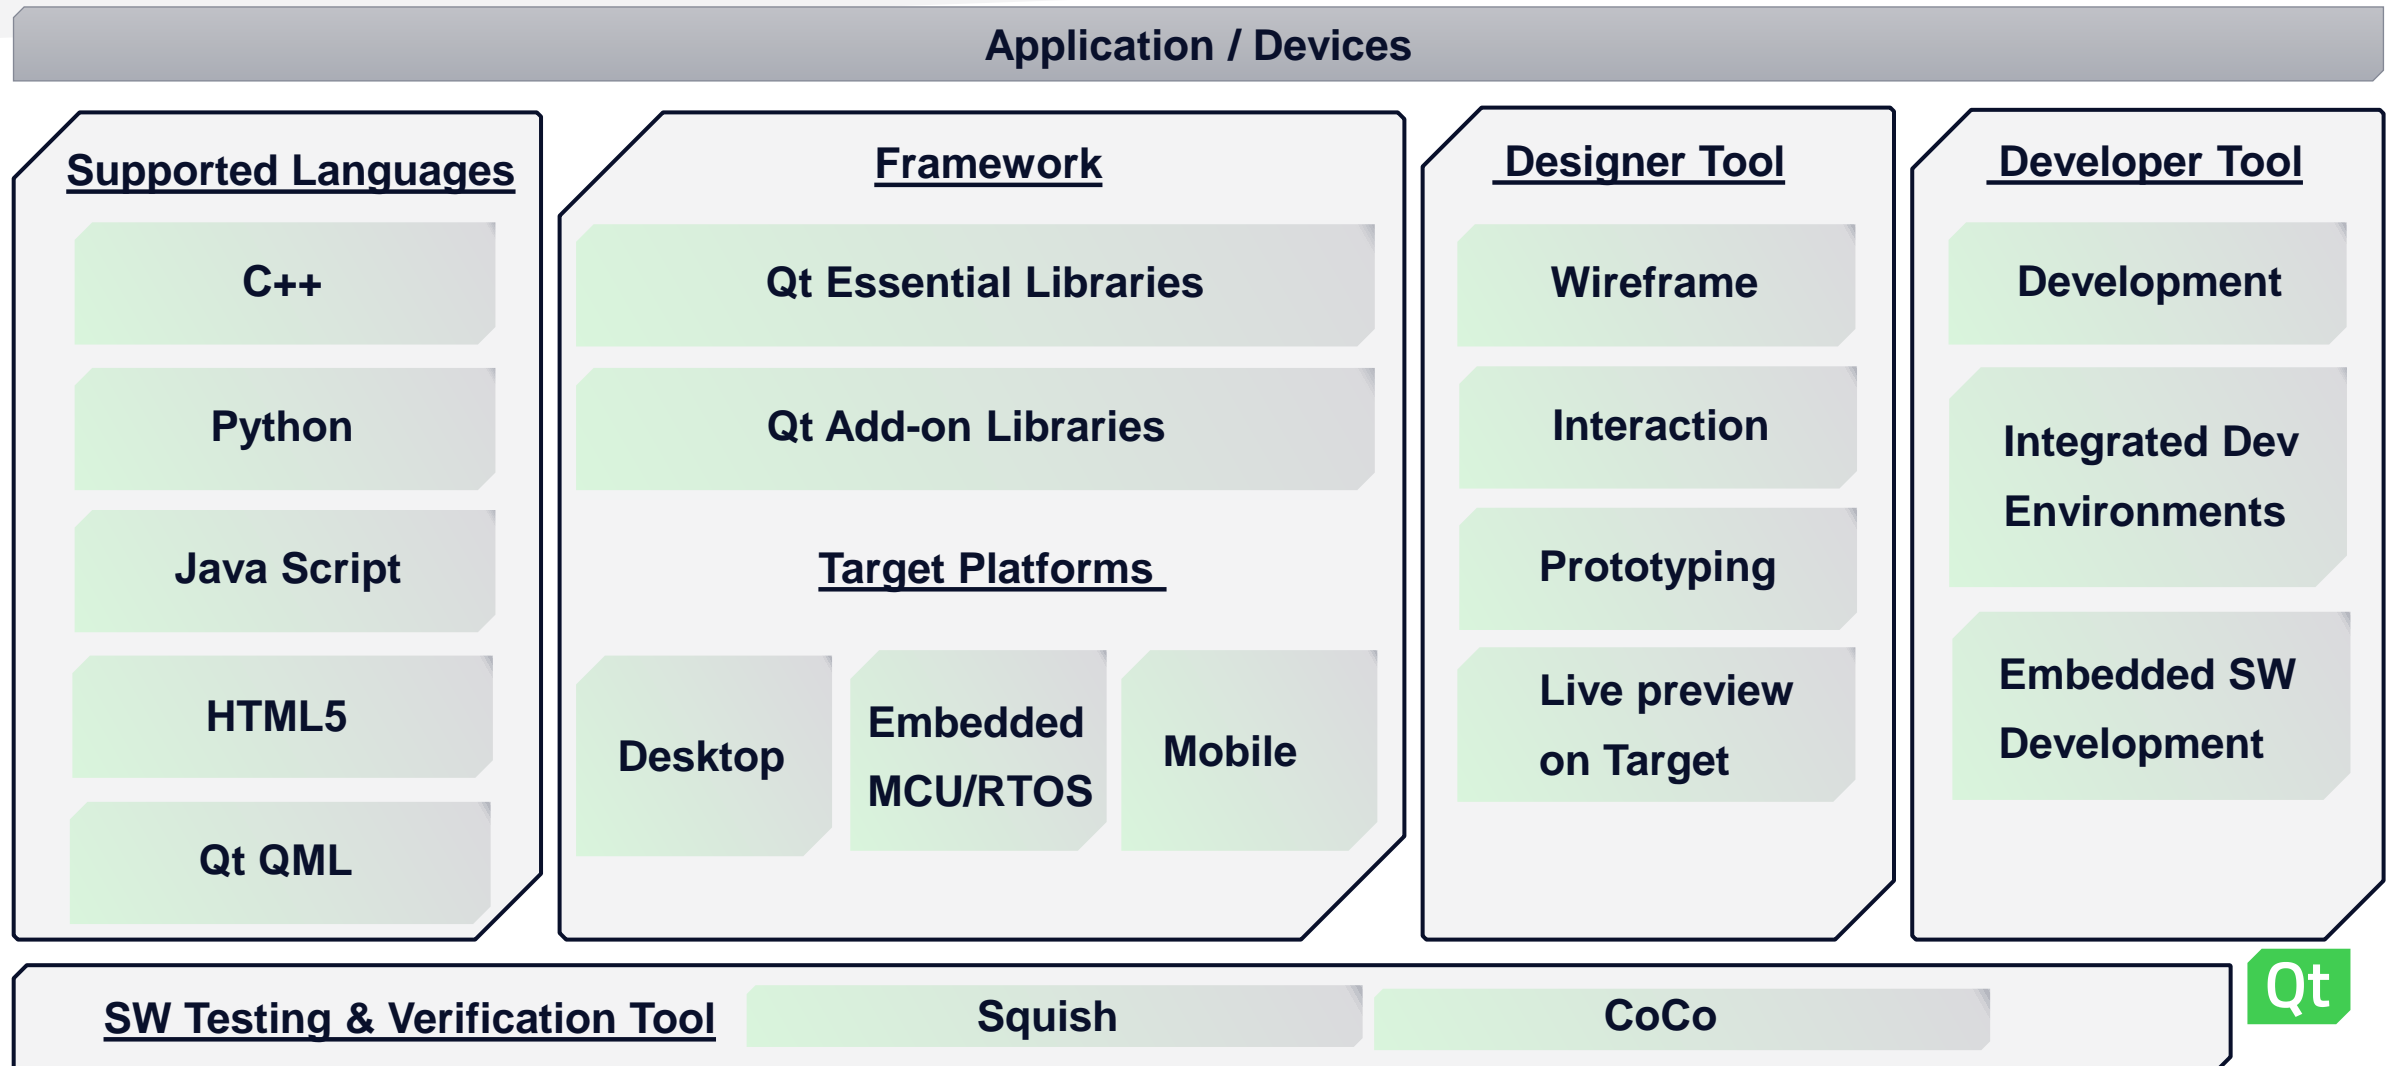 Application / Devices
Supported Languages
C++
Python
Java Script
HTML5
Qt QML
Framework
Qt Essential Libraries
Qt Add-on Libraries
Target Platforms
Desktop
Embedded
MCU/RTOS
Mobile
Designer Tool
Wireframe
Interaction
Prototyping
Live preview
on Target
Developer Tool
Development
Integrated Dev
Environments
Embedded SW
Development
SW Testing & Verification Tool
Squish
CoCo
Qt